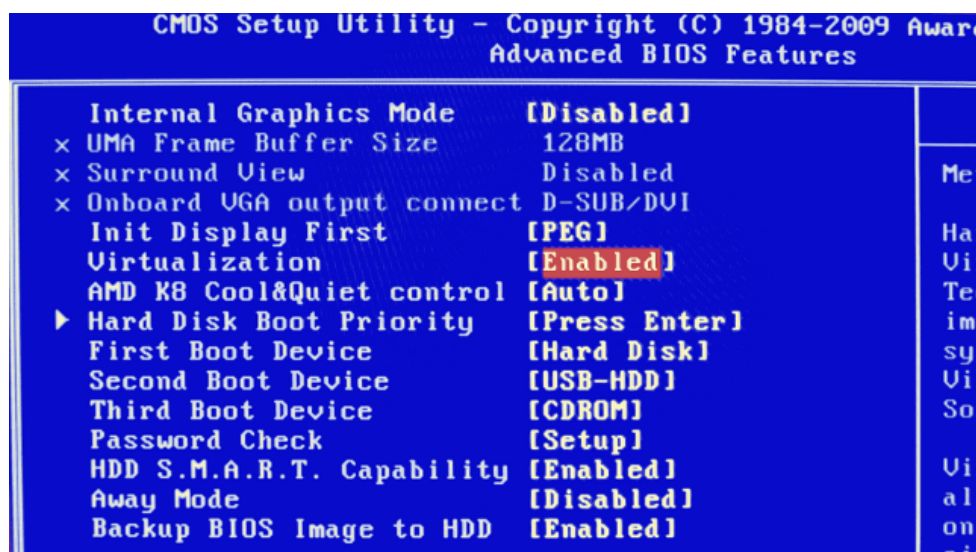 CMOS Setup Utility - Copyright (C) 1984-2009
Advanced BIOS Features
Internal Graphics Mode [Disabled]
x UMA Frame Buffer Size 128MB
x Surround View Disabled
x Onboard VGA output connect D-SUB/DVI
Init Display First [PEG]
Virtualization [Enabled]
AMD K8 Cool&Quiet control [Auto]
Hard Disk Boot Priority [Press Enter]
First Boot Device [Hard Disk]
Second Boot Device [USB-HDD]
Third Boot Device [CDROM]
Password Check [Setup]
HDD S.M.A.R.T. Capability [Enabled]
Away Mode [Disabled]
Backup BIOS Image to HDD [Enabled]
Me
Ha
Vi
Te
im
sy
Vi
So
Vi
al
on